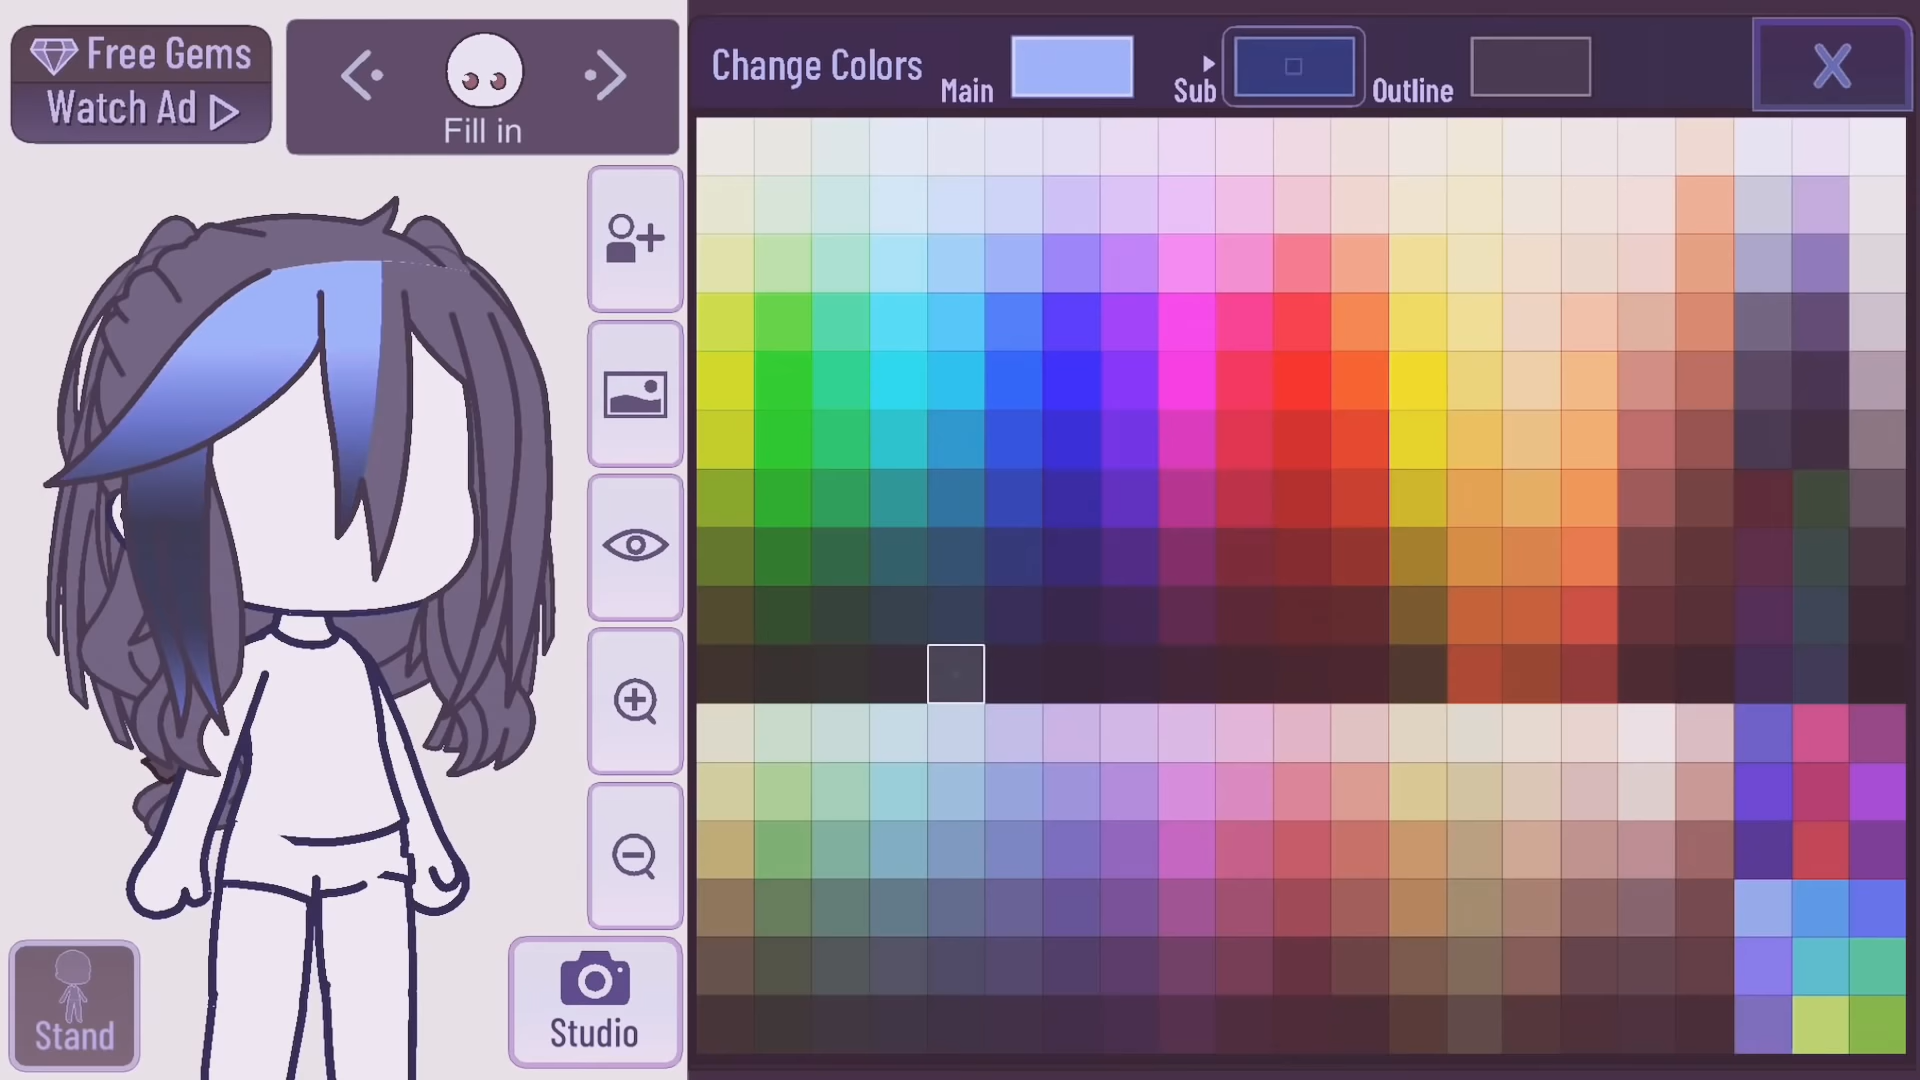 Free Gems
Watch Ad
Fill in
Change Colors
Main
Sub
Outline
X
Stand
Studio